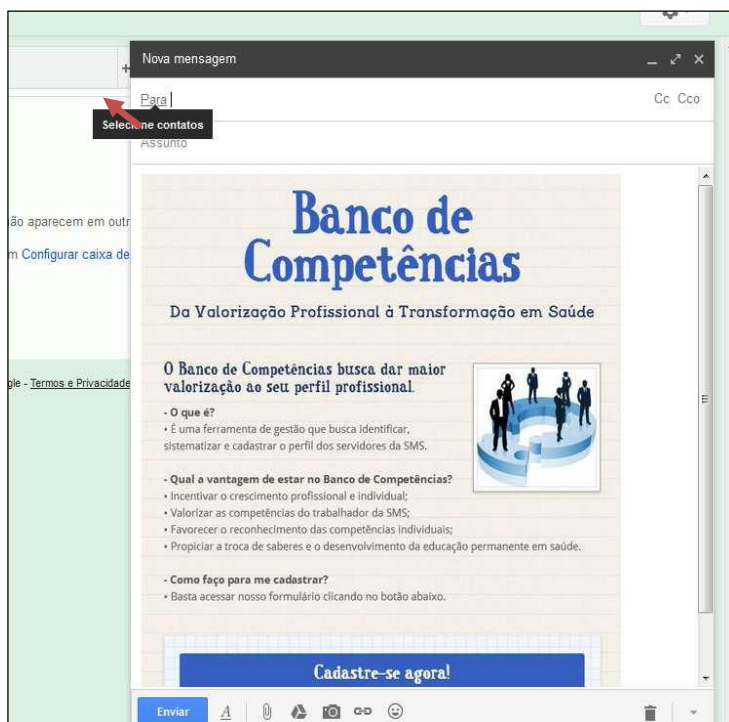 Nova mensagem
Para
Cc Cco
Selecione contatos
Assunto
ão aparecem em outr
m Configurar caixa de
gle - Termos e Privacidade
Banco de
Competências
Da Valorização Profissional à Transformação em Saúde
O Banco de Competências busca dar maior
valorização ao seu perfil profissional.
- O que é?
• É uma ferramenta de gestão que busca identificar,
sistematizar e cadastrar o perfil dos servidores da SMS.
- Qual a vantagem de estar no Banco de Competências?
• Incentivar o crescimento profissional e individual;
• Valorizar as competências do trabalhador da SMS;
• Favorecer o reconhecimento das competências individuais;
• Propiciar a troca de saberes e o desenvolvimento da educação permanente em saúde.
- Como faço para me cadastrar?
• Basta acessar nosso formulário clicando no botão abaixo.
Cadastre-se agora!
Enviar